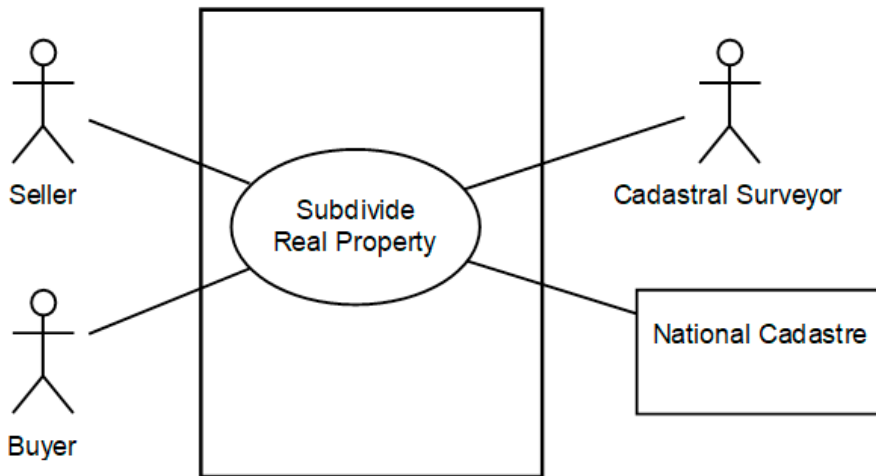 Seller
Subdivide
Real Property
Cadastral Surveyor
National Cadastre
Buyer